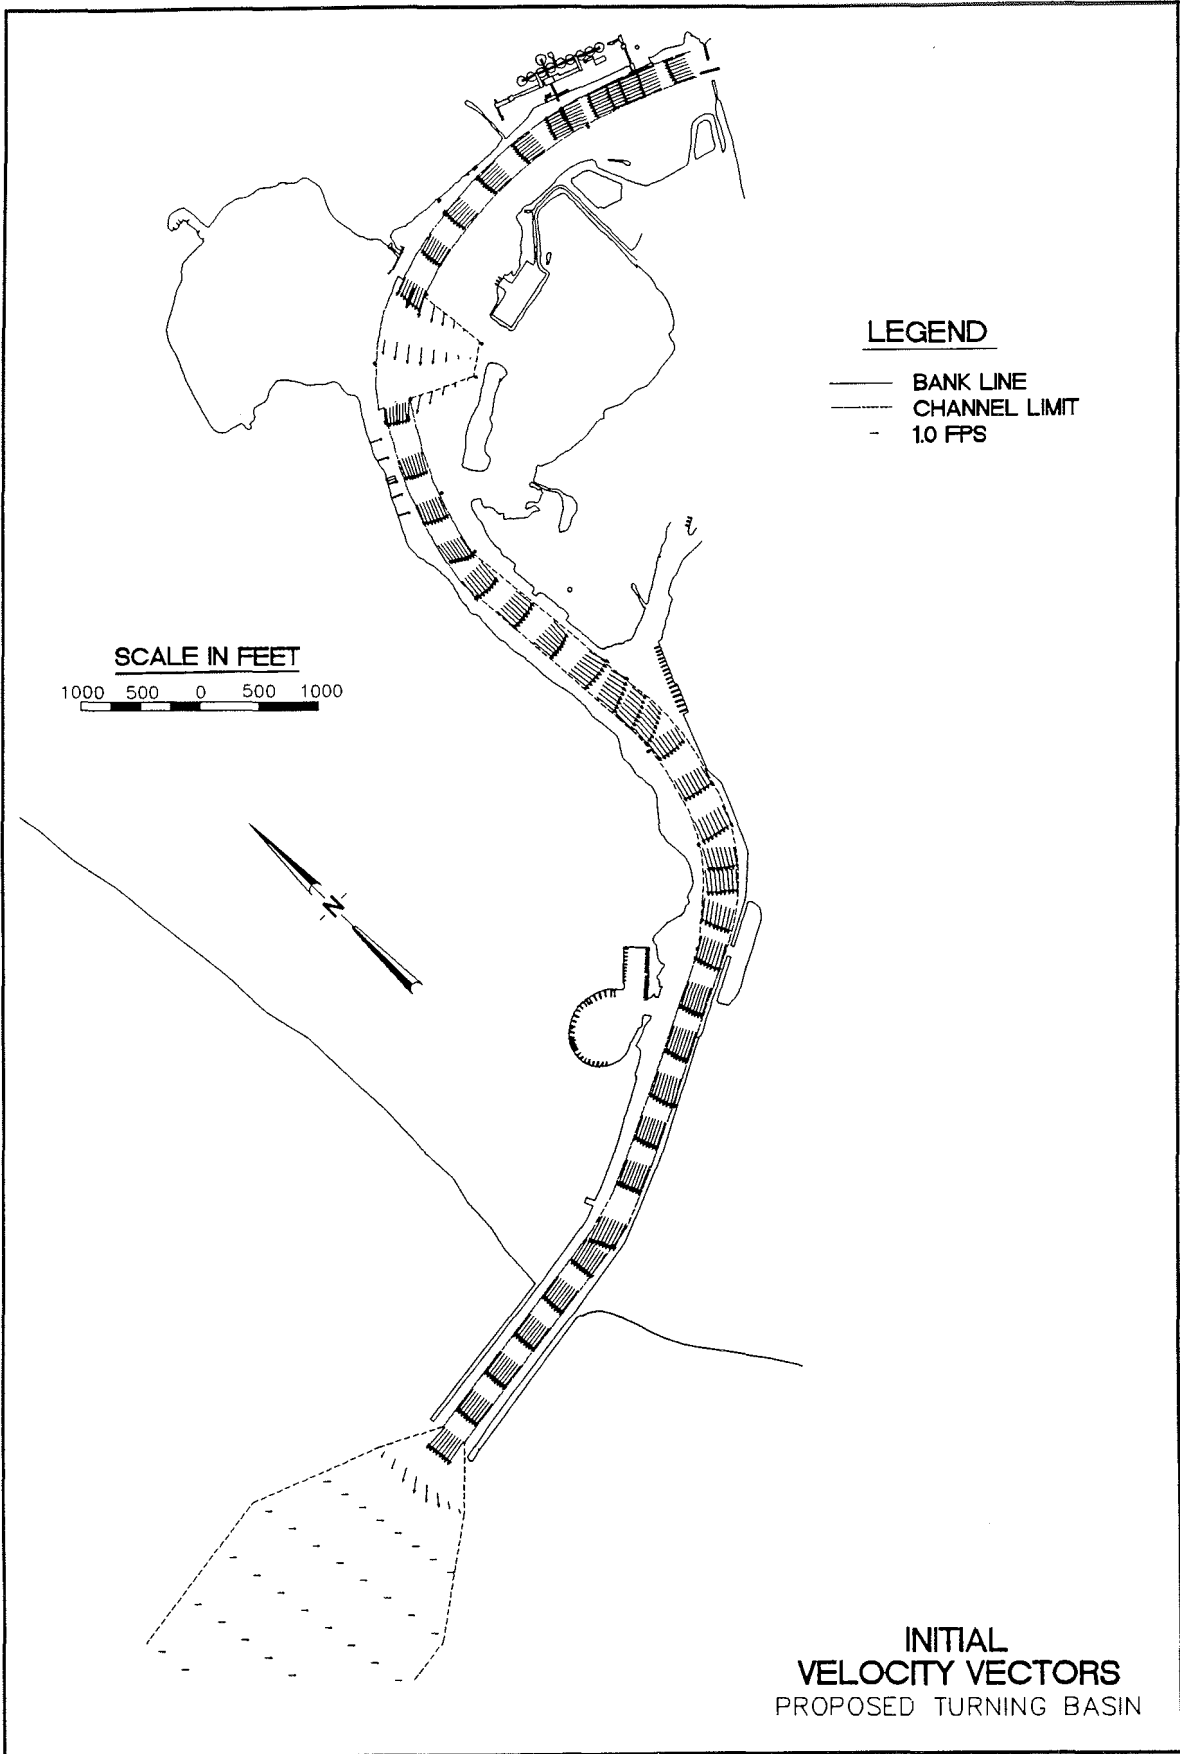 LEGEND
BANK LINE
CHANNEL LIMIT
1.0 FPS
SCALE IN FEET
1000 500 0 500 1000
N
INITIAL
VELOCITY VECTORS
PROPOSED TURNING BASIN